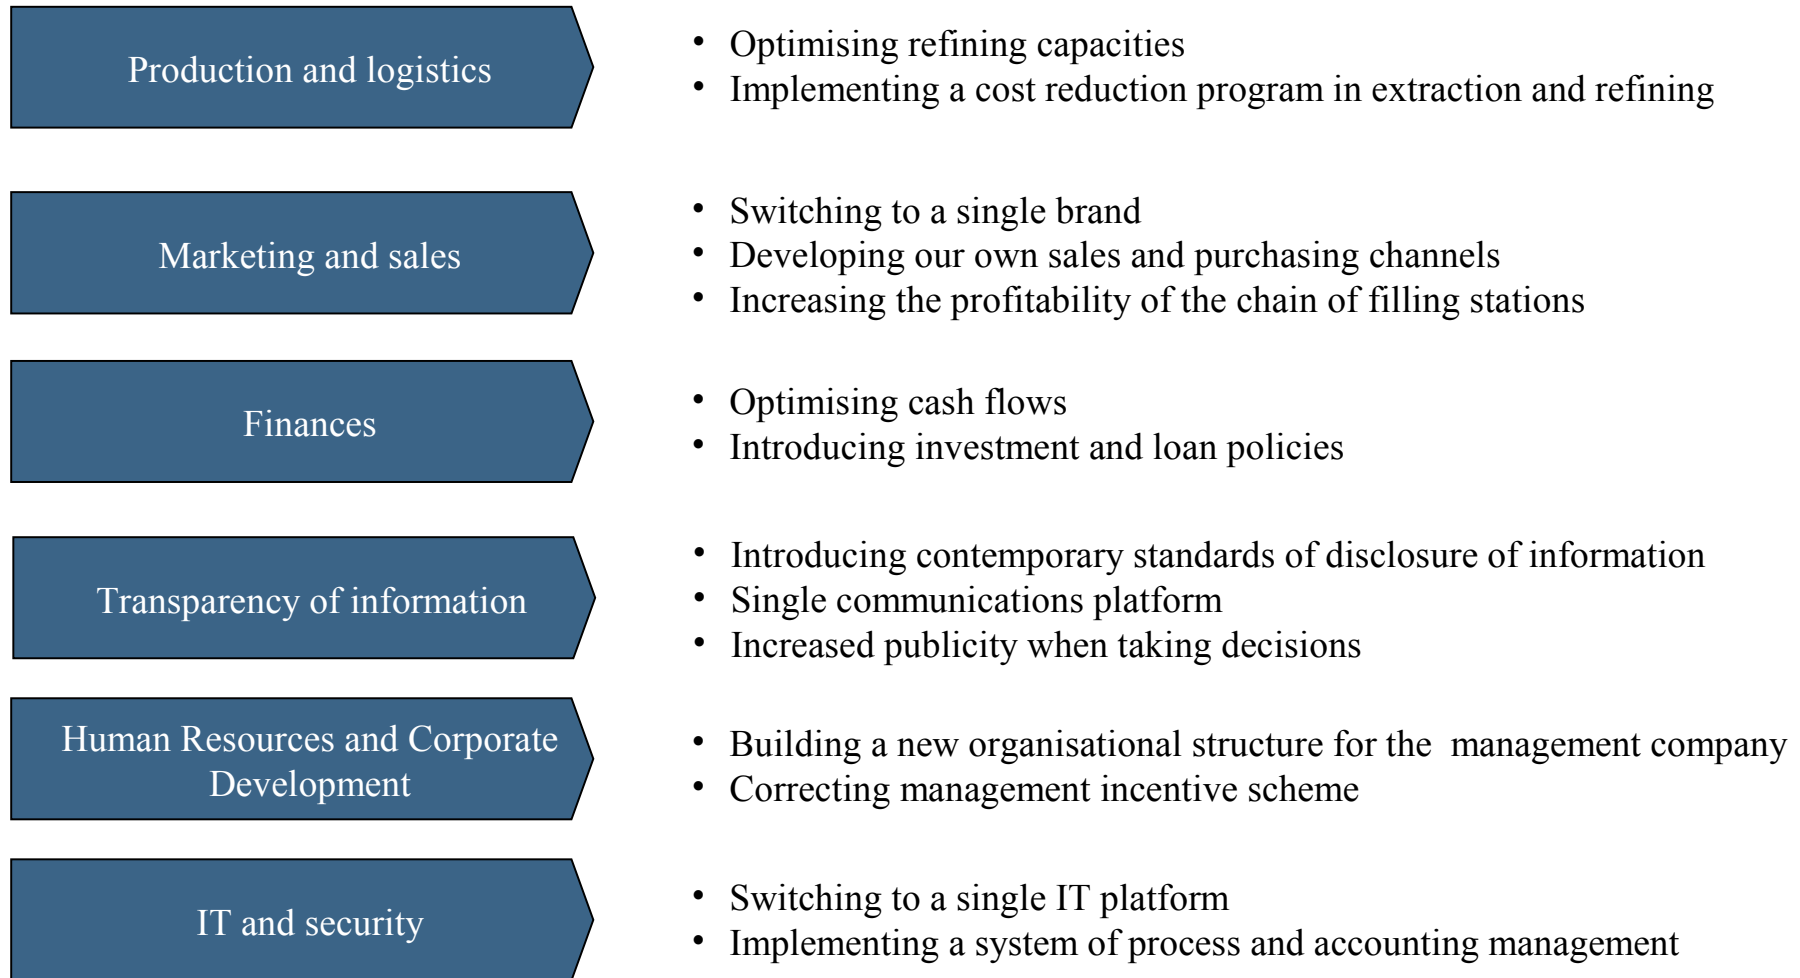 Production and logistics
• Optimising refining capacities
• Implementing a cost reduction program in extraction and refining
Marketing and sales
• Switching to a single brand
• Developing our own sales and purchasing channels
• Increasing the profitability of the chain of filling stations
Finances
• Optimising cash flows
• Introducing investment and loan policies
Transparency of information
• Introducing contemporary standards of disclosure of information
• Single communications platform
• Increased publicity when taking decisions
Human Resources and Corporate
Development
• Building a new organisational structure for the  management company
• Correcting management incentive scheme
IT and security
• Switching to a single IT platform
• Implementing a system of process and accounting management